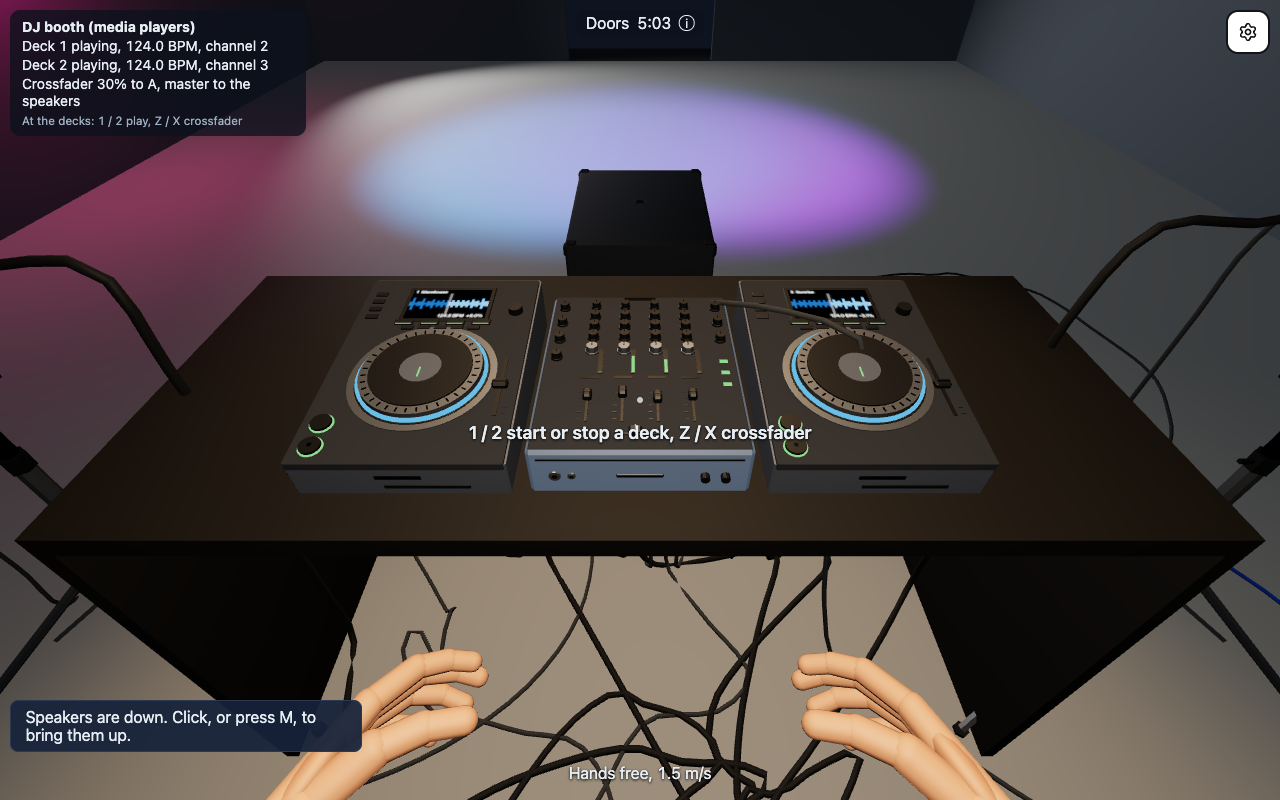 DJ booth (media players)
Deck 1 playing, 124.0 BPM, channel 2
Deck 2 playing, 124.0 BPM, channel 3
Crossfader 30% to A, master to the
speakers
At the decks: 1 / 2 play, Z / X crossfader
Doors 5:03 ⓘ
1 / 2 start or stop a deck, Z / X crossfader
Speakers are down. Click, or press M, to
bring them up.
Hands free, 1.5 m/s